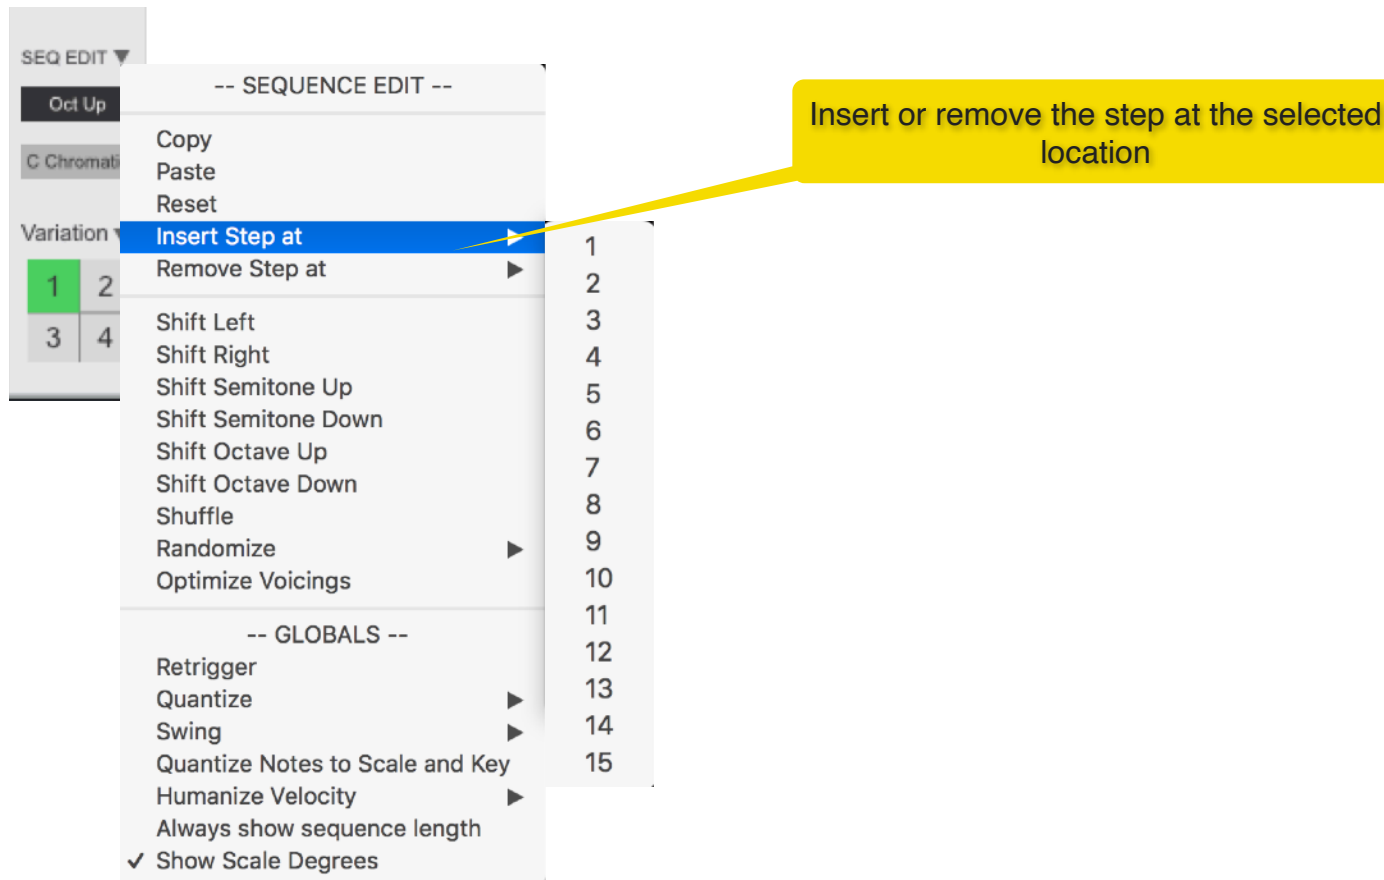 SEQ EDIT ▼
Oct Up
C Chromati
Variation
1 2
3 4
-- SEQUENCE EDIT --
Copy
Paste
Reset
Insert Step at ▶
Remove Step at ▶
Shift Left
Shift Right
Shift Semitone Up
Shift Semitone Down
Shift Octave Up
Shift Octave Down
Shuffle
Randomize ▶
Optimize Voicings
-- GLOBALS --
Retrigger
Quantize ▶
Swing ▶
Quantize Notes to Scale and Key
Humanize Velocity ▶
Always show sequence length
✓ Show Scale Degrees
1
2
3
4
5
6
7
8
9
10
11
12
13
14
15
Insert or remove the step at the selected
location